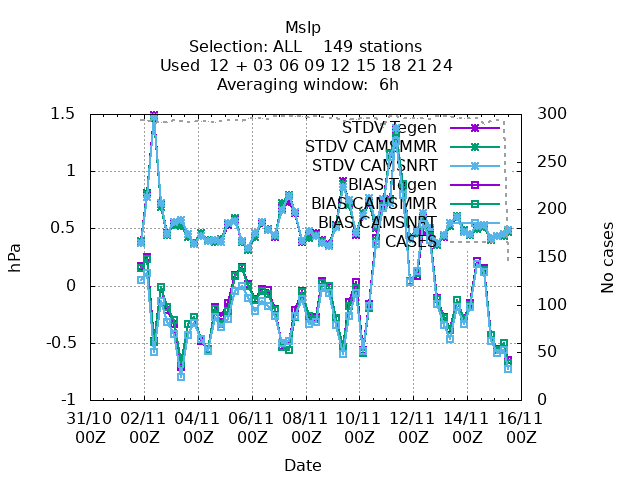 Mslp
Selection: ALL 149 stations
Used 12 + 03 06 09 12 15 18 21 24
Averaging window: 6h
1.5
1
0.5
0
-0.5
-1
hPa
300
250
200
150
100
50
0
No cases
STDV Tegen
STDV CAMSMMR
STDV CAMSNRT
BIAS Tegen
BIAS CAMSMMR
BIAS CAMSNRT
CASES
31/10 02/11 04/11 06/11 08/11 10/11 12/11 14/11 16/11
00Z 00Z 00Z 00Z 00Z 00Z 00Z 00Z 00Z
Date